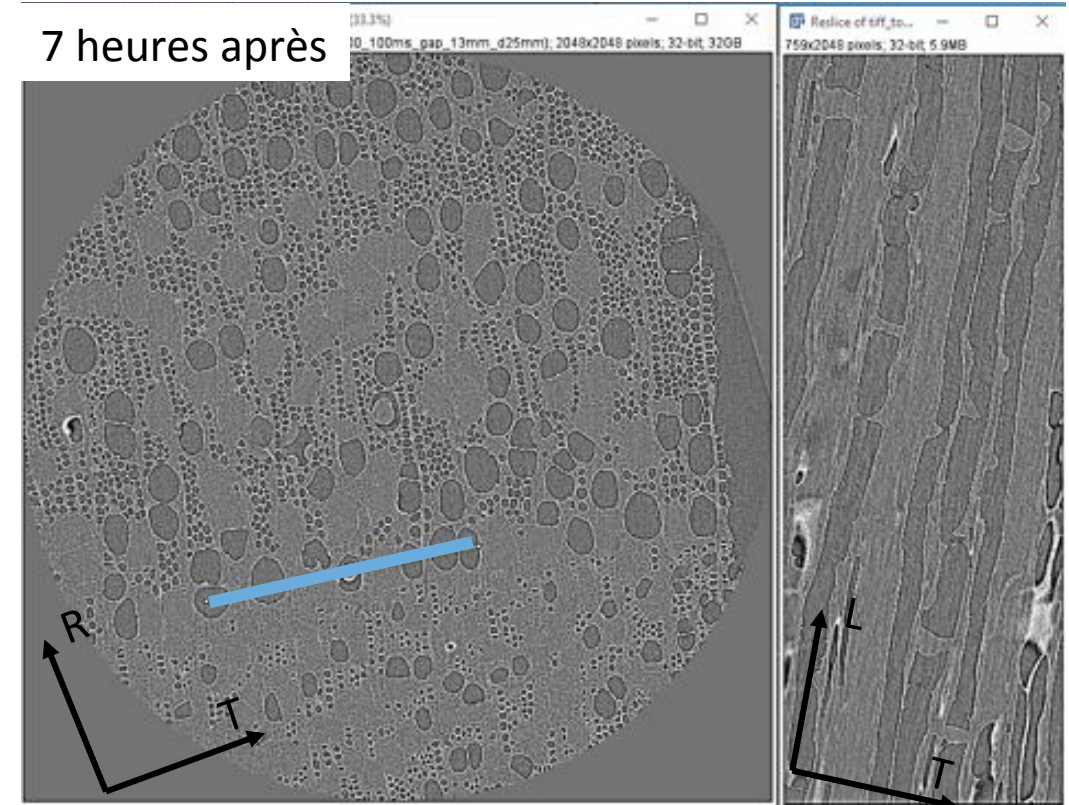 7 heures après
(33.3%)
00_100ms_gap_13mm_d25mm); 2048x2048 pixels; 32-bit; 32GB
Reslice of tiff_to...
759x2048 pixels; 32-bit; 5.9MB
R
T
L
T